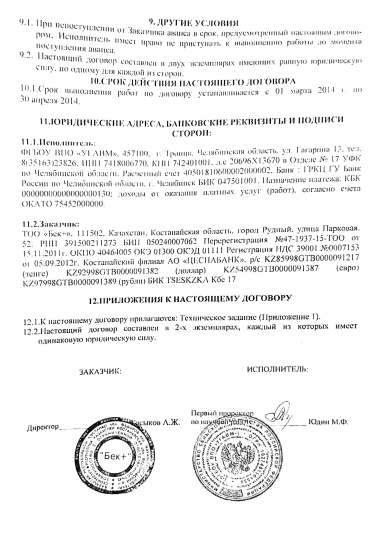 9. ДРУГИЕ УСЛОВИЯ
9.1. При непоступлении от Заказчика аванса в срок, предусмотренный настоящим договором, Исполнитель имеет право не приступать к выполнению работы до момента
поступления аванса.
9.2. Настоящий договор составлен в двух экземплярах имеющих равную юридическую
силу, по одному для каждой из сторон.
10.СРОК ДЕЙСТВИЯ НАСТОЯЩЕГО ДОГОВОРА
10.1.Срок выполнения работ по договору устанавливается с 01 марта 2014 г. по
30 апреля 2014.
11.ЮРИДИЧЕСКИЕ АДРЕСА, БАНКОВСКИЕ РЕКВИЗИТЫ И ПОДПИСИ
СТОРОН:
11.1.Исполнитель:
ФГБОУ ВПО «УГАВМ», 457100, г. Троицк, Челябинская область, ул. Гагарина 13, тел.
8(35163)23826, ИНН 7418006770, КПП 742401001, л.с 20696Х13670 в Отделе № 17 УФК
по Челябинской области. Расчетный счет 40501810600002000002. Банк : ГРКЦ ГУ Банк
России по Челябинской области, г. Челябинск БИК 047501001. Назначение платежа: КБК
00000000000000000130; доходы от оказания платных услуг (работ), согласно счета
ОКАТО 75452000000.
11.2.Заказчик:
ТОО «Бек+», 111502, Казахстан, Костанайская область, город Рудный, улица Парковая,
52. РНН 391500211273 БИН 050240007062 Перерегистрация №47-1937-15-ТОО от
15.11.2011г. ОКПО 40464005 ОКЭ 01300 ОКЭД 01111 Регистрация НДС 39001 №0007153
от 05.09.2012г. Костанайский филиал АО «ЦЕСНАБАНК», р/с KZ85998GTB0000091217
(тенге) KZ92998GTB0000091382 (доллар) KZ54998GTB0000091387 (евро)
KZ97998GTB0000091389 (рубли) БИК TSESKZKA Кбе 17
12.ПРИЛОЖЕНИЯ К НАСТОЯЩЕМУ ДОГОВОРУ
12.1.К настоящему договору прилагаются: Техническое задание (Приложение 1).
12.2.Настоящий договор составлен в 2-х экземплярах, каждый из которых имеет
одинаковую юридическую силу.
ЗАКАЗЧИК: ИСПОЛНИТЕЛЬ:
Директор А.Ж.
Первый проректор
по Юдин М.Ф.
"Бек+"